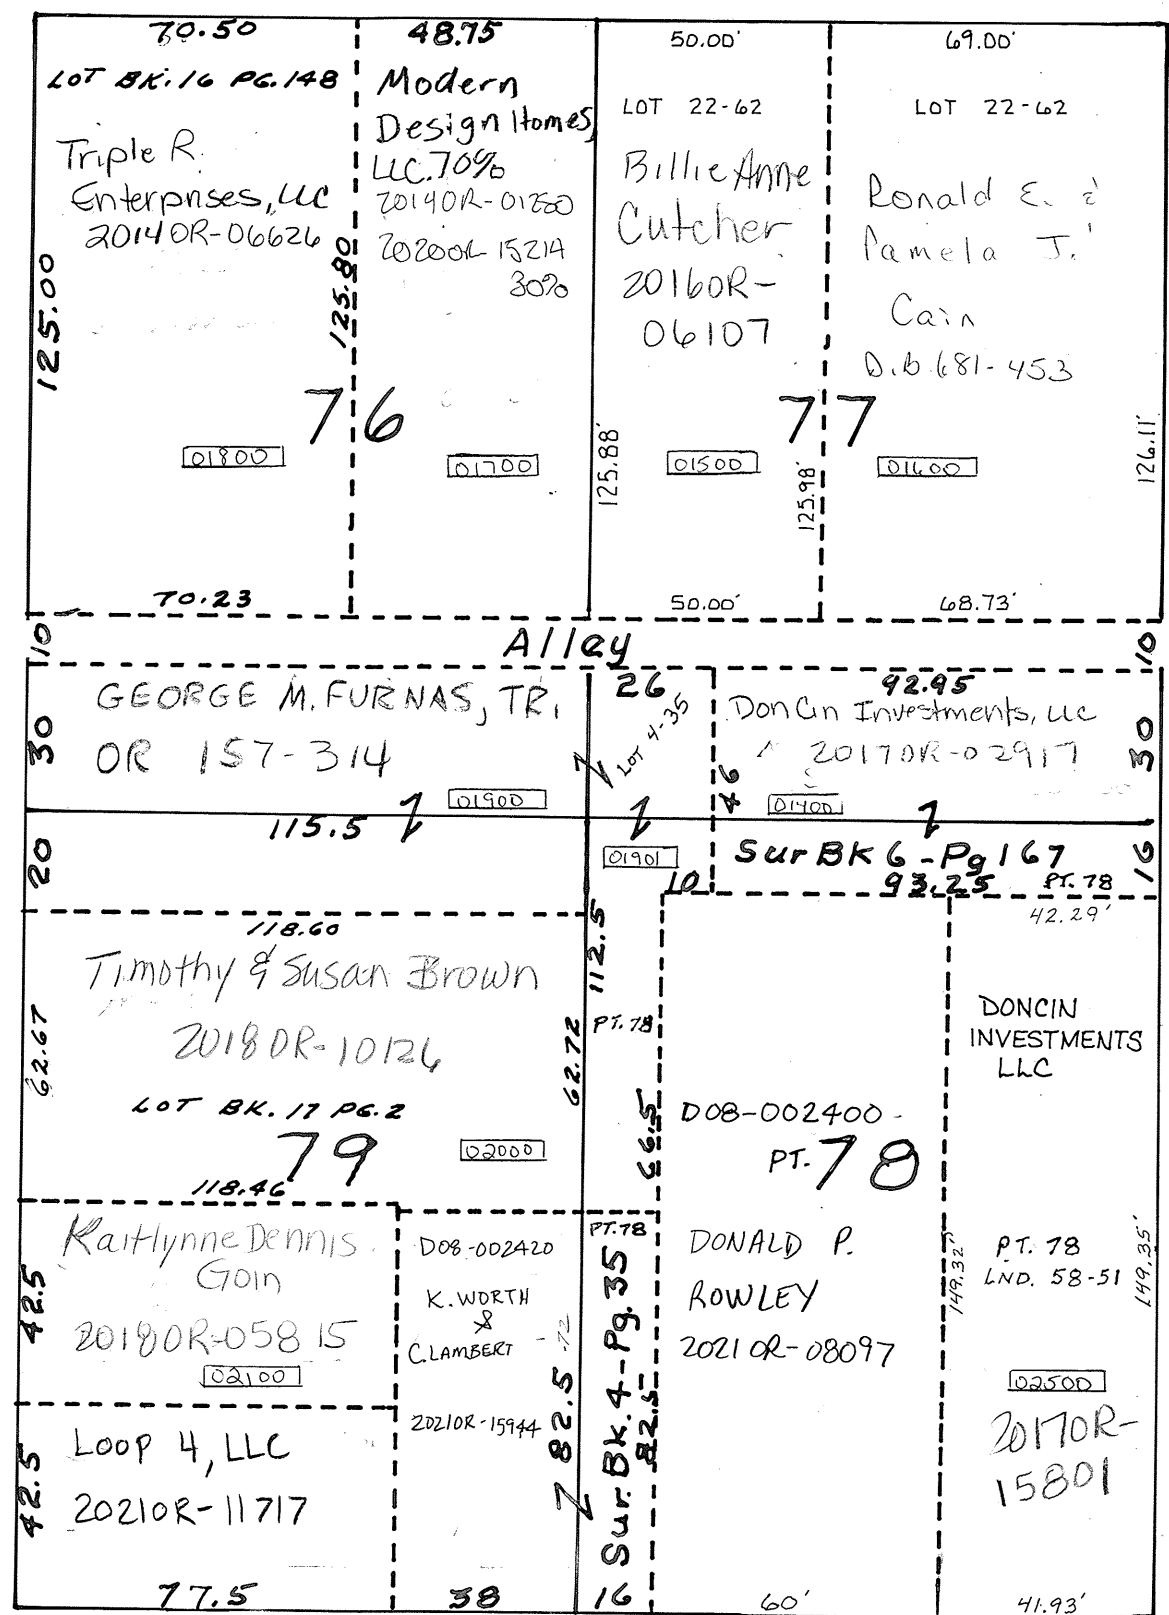 70.50
48.75
50.00'
69.00'
LOT BK. 16 PG. 148
Modern
Design Homes,
LLC. 70%
2014OR-01280
2020OR-15214
30%
LOT 22-62
LOT 22-62
Triple R.
Enterprises, LLC
2014OR-06626
Billie Anne
Cutcher
2016OR-
06107
Ronald E. &
Pamela J.
Cain
D.B. 681-453
125.00
125.80
76
77
01800
01700
01500
01600
125.88'
125.98'
126.11'
70.23
50.00'
68.73'
10
Alley
10
GEORGE M. FURNAS, TR.
OR 157-314
30
01900
26
LOT 4-35
46
92.95
DonCin Investments, LLC
2017OR-02917
30
01400
115.5
20
01901
10
Sur BK 6 - Pg 167
93.25
PT. 78
16
118.60
Timothy & Susan Brown
2018OR-10126
62.67
LOT BK. 17 PG. 2
79
02000
62.72
112.5
PT. 78
66.5
42.29'
DONCIN
INVESTMENTS
LLC
D08-002400-
PT. 78
118.46
Kaitlynne Dennis
Goin
2018OR-05815
02100
42.5
D08-002420
K. WORTH
&
C. LAMBERT
2021OR-15944
PT. 78
Sur. Bk. 4 - Pg. 35
82.5
82.5
DONALD P.
ROWLEY
2021OR-08097
149.32"
PT. 78
LND. 58-51
149.35'
02500
2017OR-
15801
42.5
LOOP 4, LLC
2021OR-11717
77.5
38
16
60'
41.93'